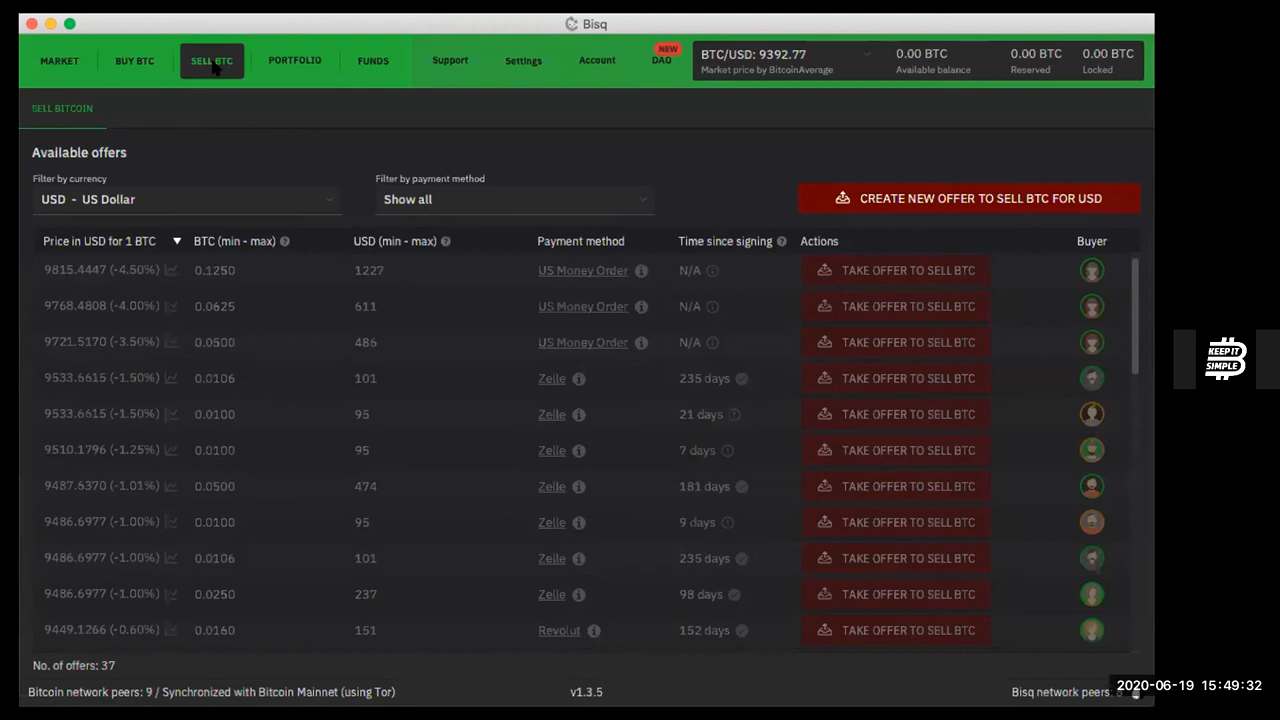 Bisq
MARKET
BUY BTC
SELL BTC
PORTFOLIO
FUNDS
Support
Settings
Account
NEW
DAO
BTC/USD: 9392.77
Market price by BitcoinAverage
0.00 BTC
Available balance
0.00 BTC
Reserved
0.00 BTC
Locked
SELL BITCOIN
Available offers
Filter by currency
USD - US Dollar
Filter by payment method
Show all
CREATE NEW OFFER TO SELL BTC FOR USD
Price in USD for 1 BTC BTC (min - max) USD (min - max) Payment method Time since signing Actions Buyer
9815.4447 (-4.50%) 0.1250 1227 US Money Order N/A TAKE OFFER TO SELL BTC
9768.4808 (-4.00%) 0.0625 611 US Money Order N/A TAKE OFFER TO SELL BTC
9721.5170 (-3.50%) 0.0500 486 US Money Order N/A TAKE OFFER TO SELL BTC
9533.6615 (-1.50%) 0.0106 101 Zelle 235 days TAKE OFFER TO SELL BTC
9533.6615 (-1.50%) 0.0100 95 Zelle 21 days TAKE OFFER TO SELL BTC
9510.1796 (-1.25%) 0.0100 95 Zelle 7 days TAKE OFFER TO SELL BTC
9487.6370 (-1.01%) 0.0500 474 Zelle 181 days TAKE OFFER TO SELL BTC
9486.6977 (-1.00%) 0.0100 95 Zelle 9 days TAKE OFFER TO SELL BTC
9486.6977 (-1.00%) 0.0106 101 Zelle 235 days TAKE OFFER TO SELL BTC
9486.6977 (-1.00%) 0.0250 237 Zelle 98 days TAKE OFFER TO SELL BTC
9449.1266 (-0.60%) 0.0160 151 Revolut 152 days TAKE OFFER TO SELL BTC
No. of offers: 37
Bitcoin network peers: 9 / Synchronized with Bitcoin Mainnet (using Tor)
v1.3.5
Bisq network peers:
2020-06-19 15:49:32
KEEP IT
SIMPLE